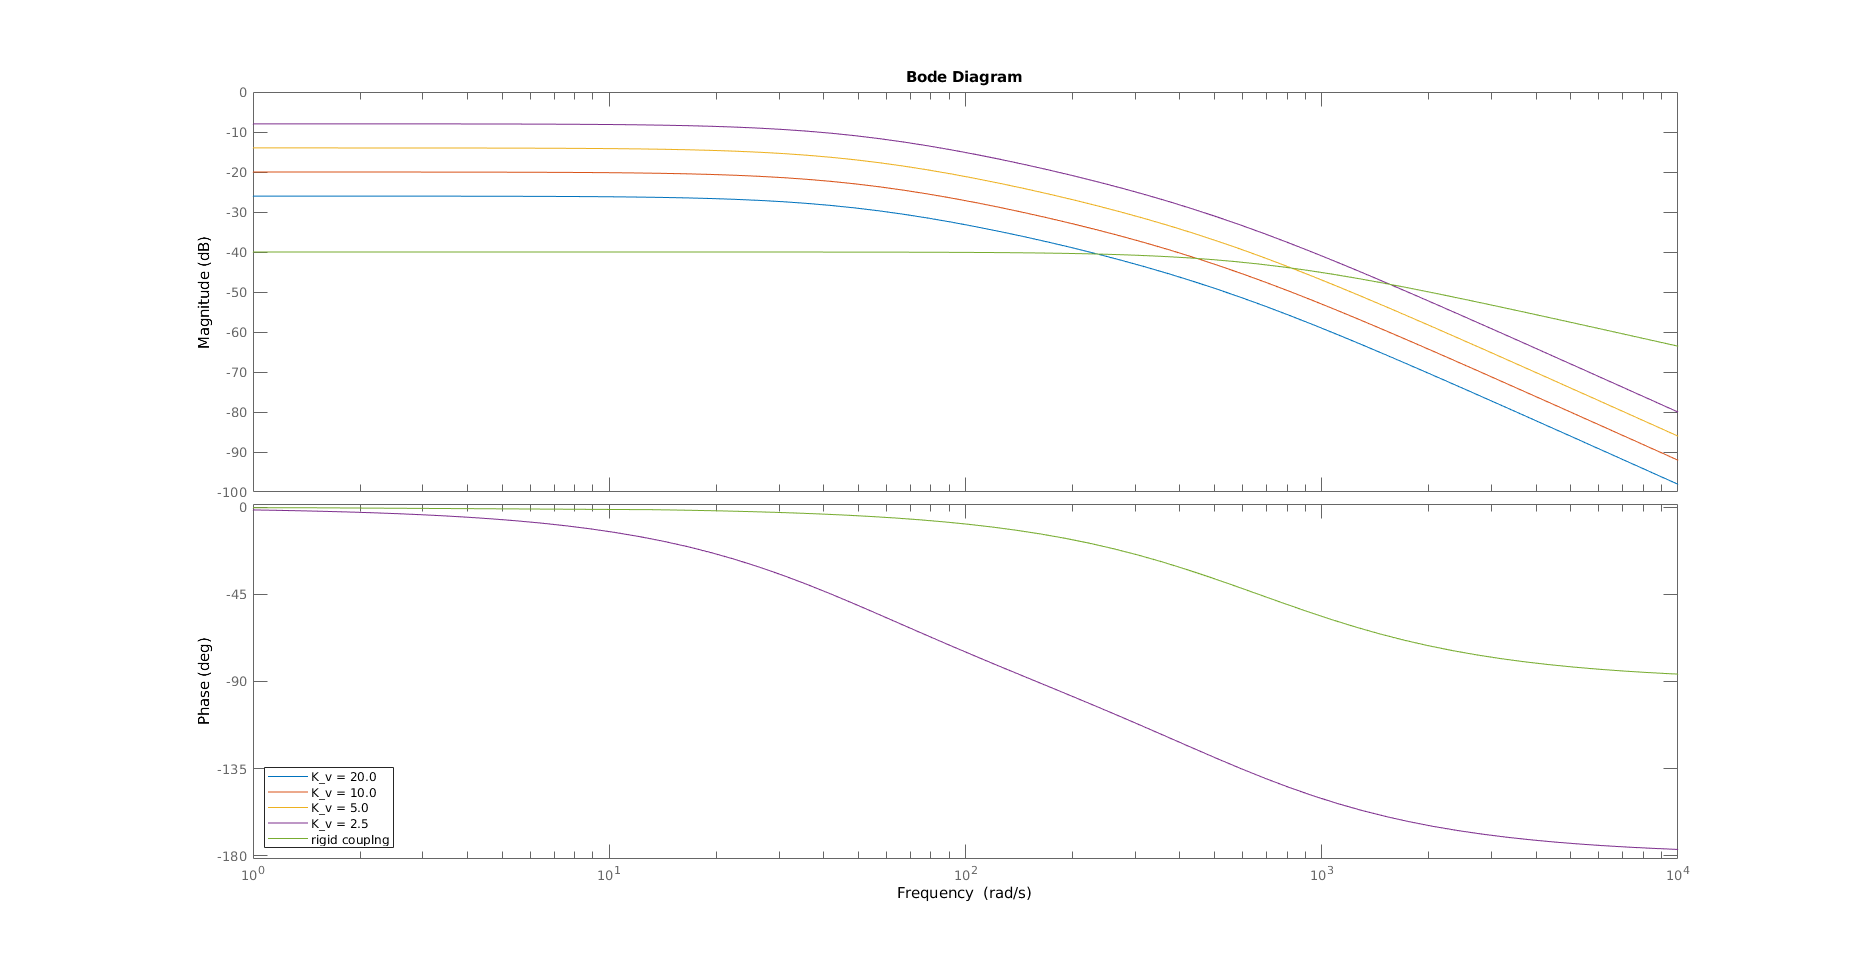 Bode Diagram
Magnitude (dB)
0
-10
-20
-30
-40
-50
-60
-70
-80
-90
-100
Phase (deg)
0
-45
-90
-135
-180
K_v = 20.0
K_v = 10.0
K_v = 5.0
K_v = 2.5
rigid couplng
10^0 10^1 10^2 10^3 10^4
Frequency (rad/s)